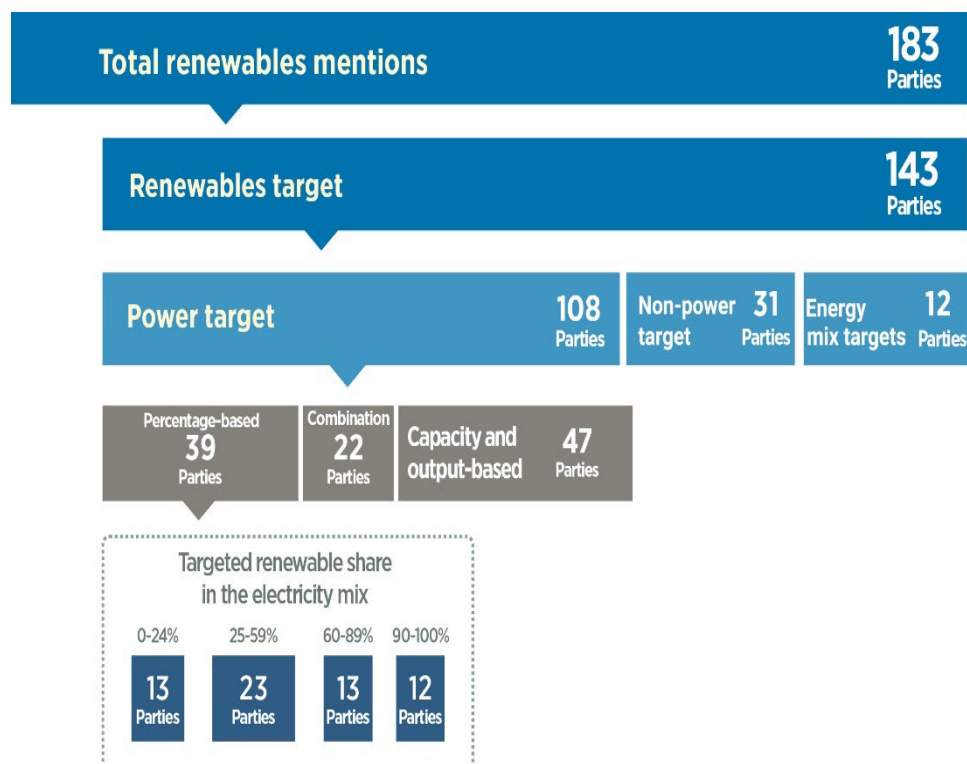 Total renewables mentions
183
Parties
Renewables target
143
Parties
Power target
108
Parties
Non-power
target
31
Parties
Energy
mix targets
12
Parties
Percentage-based
39
Parties
Combination
22
Parties
Capacity and
output-based
47
Parties
Targeted renewable share
in the electricity mix
0-24%
25-59%
60-89%
90-100%
13
Parties
23
Parties
13
Parties
12
Parties